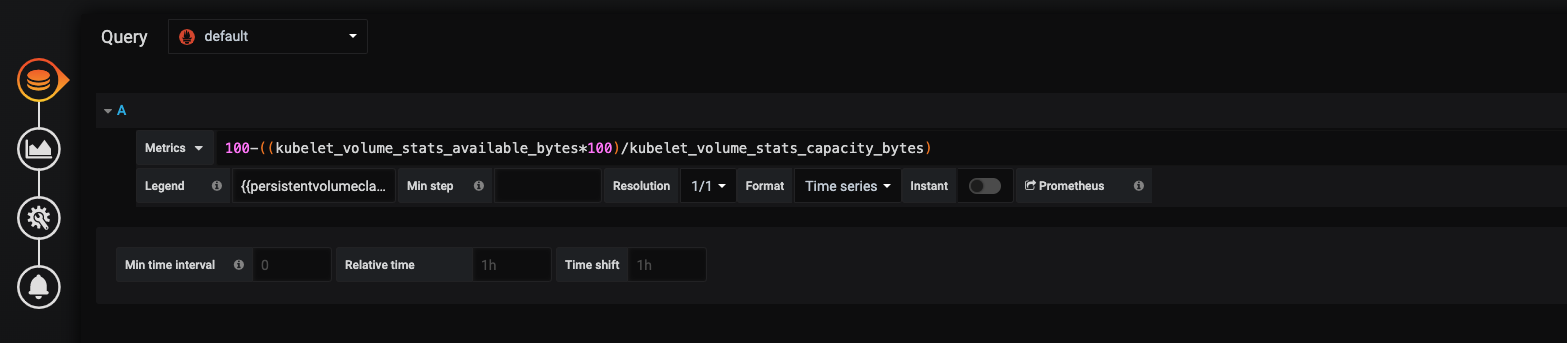 Query default
A
Metrics 100-((kubelet_volume_stats_available_bytes*100)/kubelet_volume_stats_capacity_bytes)
Legend {{persistentvolumecla... Min step Resolution 1/1 Format Time series Instant Prometheus
Min time interval 0 Relative time 1h Time shift 1h